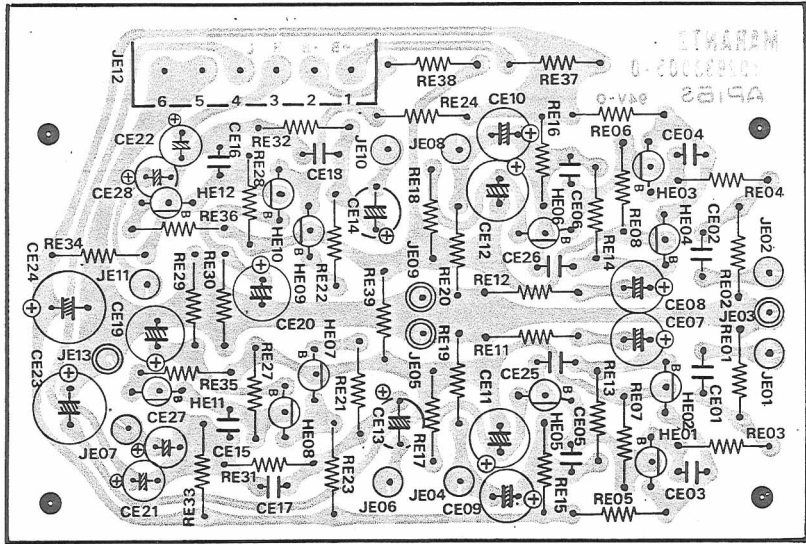 JE12
6 5 4 3 2 1
RE38
RE37
MARANTZ
AP18S
94V-0
RE24
CE10
RE16
RE06
CE04
CE22
CE16
RE32
JE10
JE08
CE28
HE12
RE28
CE18
RE18
CE06
HE06
HE03
RE04
RE36
HE10
CE14
CE12
RE08
HE04
CE02
RE34
CE24
JE11
HE09
RE22
JE09
RE20
CE26
RE14
JE02
RE29
RE30
RE39
RE12
RE02
CE19
CE20
CE08
JE03
CE07
RE01
JE13
HE07
JE05
RE19
RE11
CE23
RE35
RE27
RE21
CE11
CE25
RE13
RE07
CE01
JE01
CE27
HE11
HE08
CE13
RE17
HE05
CE05
HE02
HE01
RE03
JE07
CE15
RE31
CE21
RE33
CE17
RE23
JE06
JE04
CE09
RE15
RE05
CE03
B
B
B
B
B
B
B
B
B
B
B
B